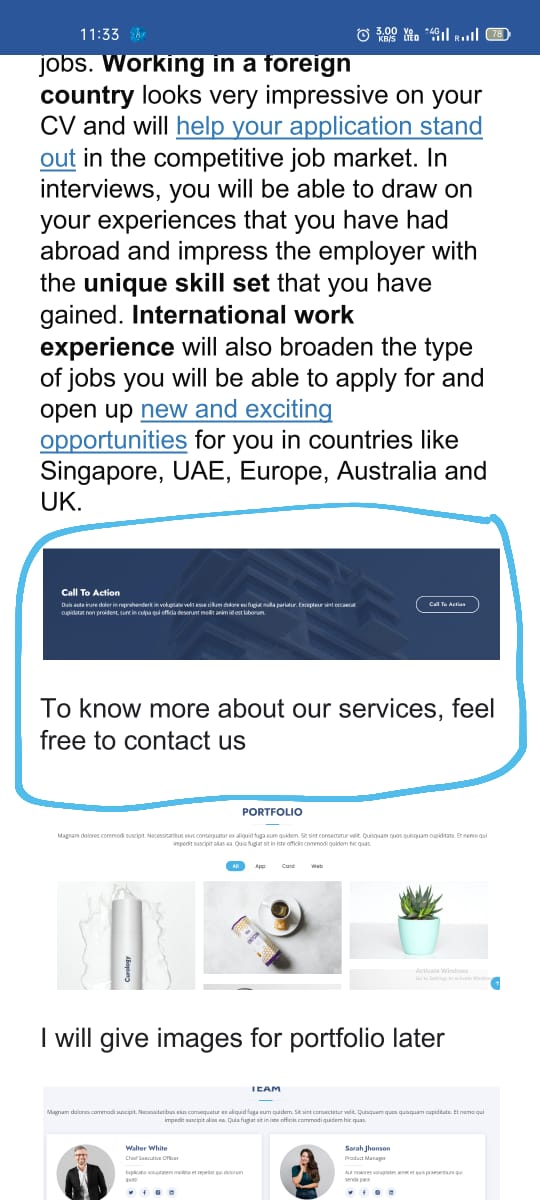 11:33
3.00 KB/S 4G R 78
jobs. Working in a foreign
country looks very impressive on your
CV and will help your application stand
out in the competitive job market. In
interviews, you will be able to draw on
your experiences that you have had
abroad and impress the employer with
the unique skill set that you have
gained. International work
experience will also broaden the type
of jobs you will be able to apply for and
open up new and exciting
opportunities for you in countries like
Singapore, UAE, Europe, Australia and
UK.
Call To Action
Duis aute irure dolor in reprehenderit in voluptate velit esse cillum dolore eu fugiat nulla pariatur. Excepteur sint occaecat
cupidatat non proident, sunt in culpa qui officia deserunt mollit anim id est laborum.
Call To Action
To know more about our services, feel
free to contact us
PORTFOLIO
Magnam dolores commodi suscipit. Necessitatibus eius consequatur ex aliquid fuga eum quidem. Sit sint consectetur velit. Quisquam quos quisquam cupiditate. Et nemo qui
impedit suscipit alias ea. Quia fugiat sit in iste officiis commodi quidem hic quas.
All App Card Web
Curology
Activate Windows
Go to Settings to activate Windows
I will give images for portfolio later
TEAM
Magnam dolores commodi suscipit. Necessitatibus eius consequatur ex aliquid fuga eum quidem. Sit sint consectetur velit. Quisquam quos quisquam cupiditate. Et nemo qui
impedit suscipit alias ea. Quia fugiat sit in iste officiis commodi quidem hic quas.
Walter White
Chief Executive Officer
Explicabo voluptatem mollitia et repellat qui dolorum
quasi
Sarah Jhonson
Product Manager
Aut maiores voluptates amet et quis praesentium qui
senda para